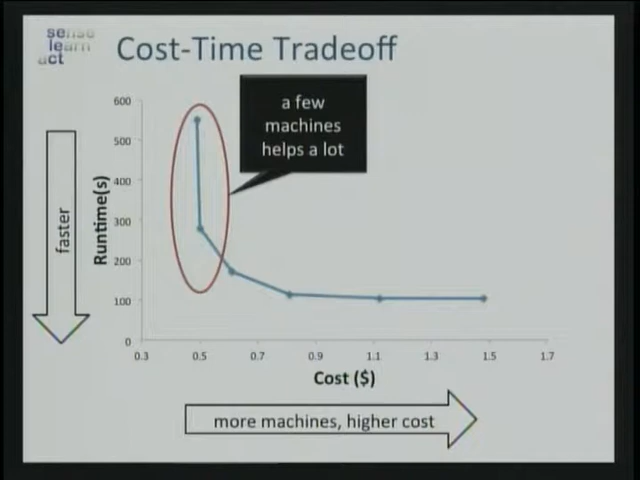 sense
learn
act
Cost-Time Tradeoff
a few
machines
helps a lot
faster
Runtime(s)
600
500
400
300
200
100
0
0.3
0.5
0.7
0.9
1.1
1.3
1.5
1.7
Cost ($)
more machines, higher cost